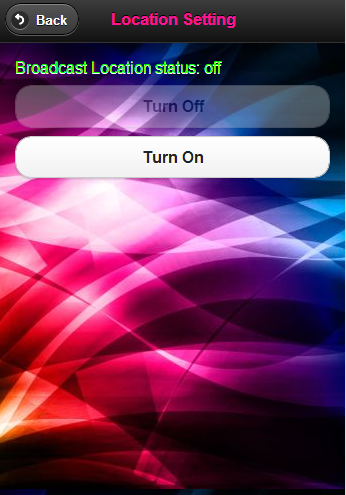 Back
Location Setting
Broadcast Location status: off
Turn Off
Turn On